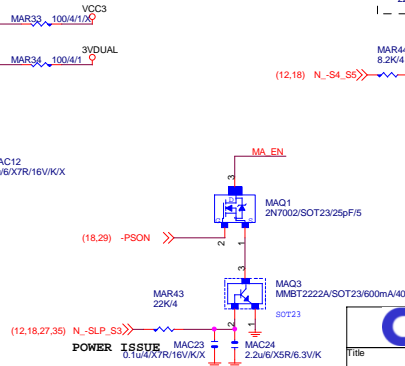 VCC3
MAR33 100/4/1/X
3VDUAL
MAR34 100/4/1
MAR44
8.2K/4
(12,18) N_-S4_S5
AC12
/6/X7R/16V/K/X
MA_EN
3
D
G S
MAQ1
2N7002/SOT23/25pF/5
(18,29) -PSON
2 1
3
MAQ3
MMBT2222A/SOT23/600mA/40
SOT23
MAR43
22K/4
2 1
(12,18,27,35) N_-SLP_S3
POWER ISSUE
MAC23
0.1u/4/X7R/16V/K/X
MAC24
2.2u/6/X5R/6.3V/K
Title